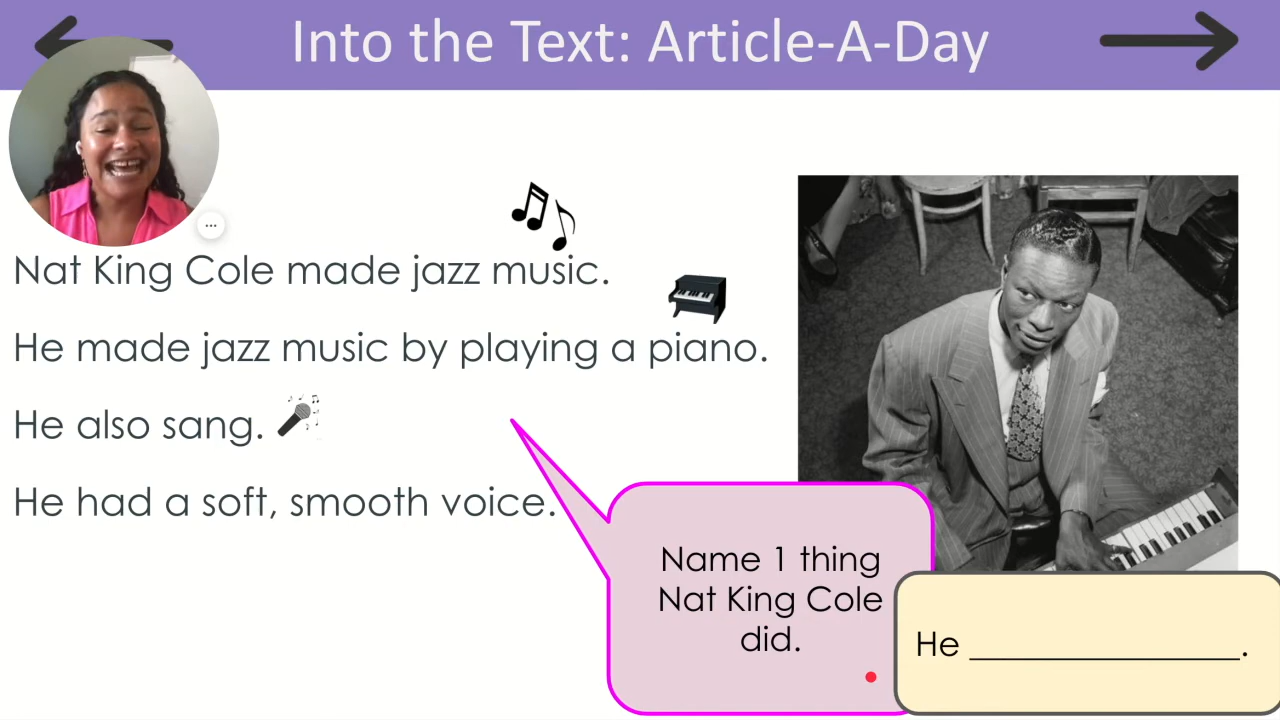 Into the Text: Article-A-Day
Nat King Cole made jazz music.
He made jazz music by playing a piano.
He also sang.
He had a soft, smooth voice.
Name 1 thing
Nat King Cole
did.
He _______________.